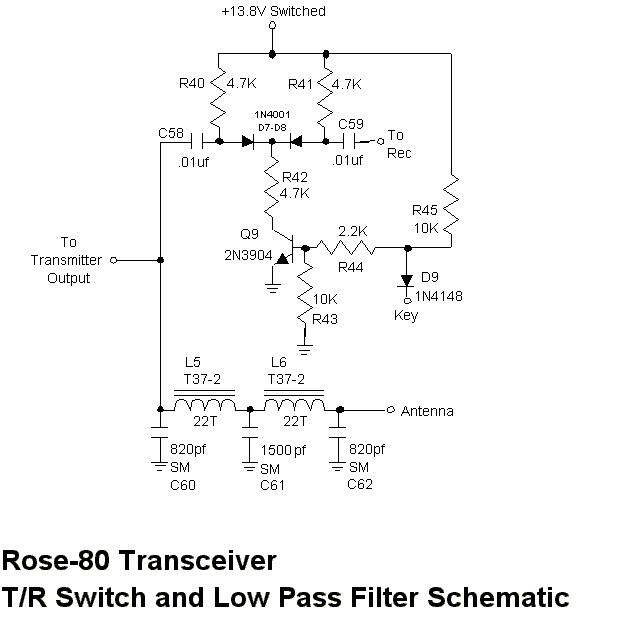 +13.8V Switched
R40 4.7K
R41 4.7K
1N4001
D7-D8
C58
.01uf
C59
.01uf
To
Rec
R42
4.7K
R45
10K
Q9
2N3904
2.2K
R44
To
Transmitter
Output
D9
1N4148
Key
10K
R43
L5
T37-2
22T
L6
T37-2
22T
Antenna
820pf
SM
C60
1500pf
SM
C61
820pf
SM
C62
Rose-80 Transceiver
T/R Switch and Low Pass Filter Schematic